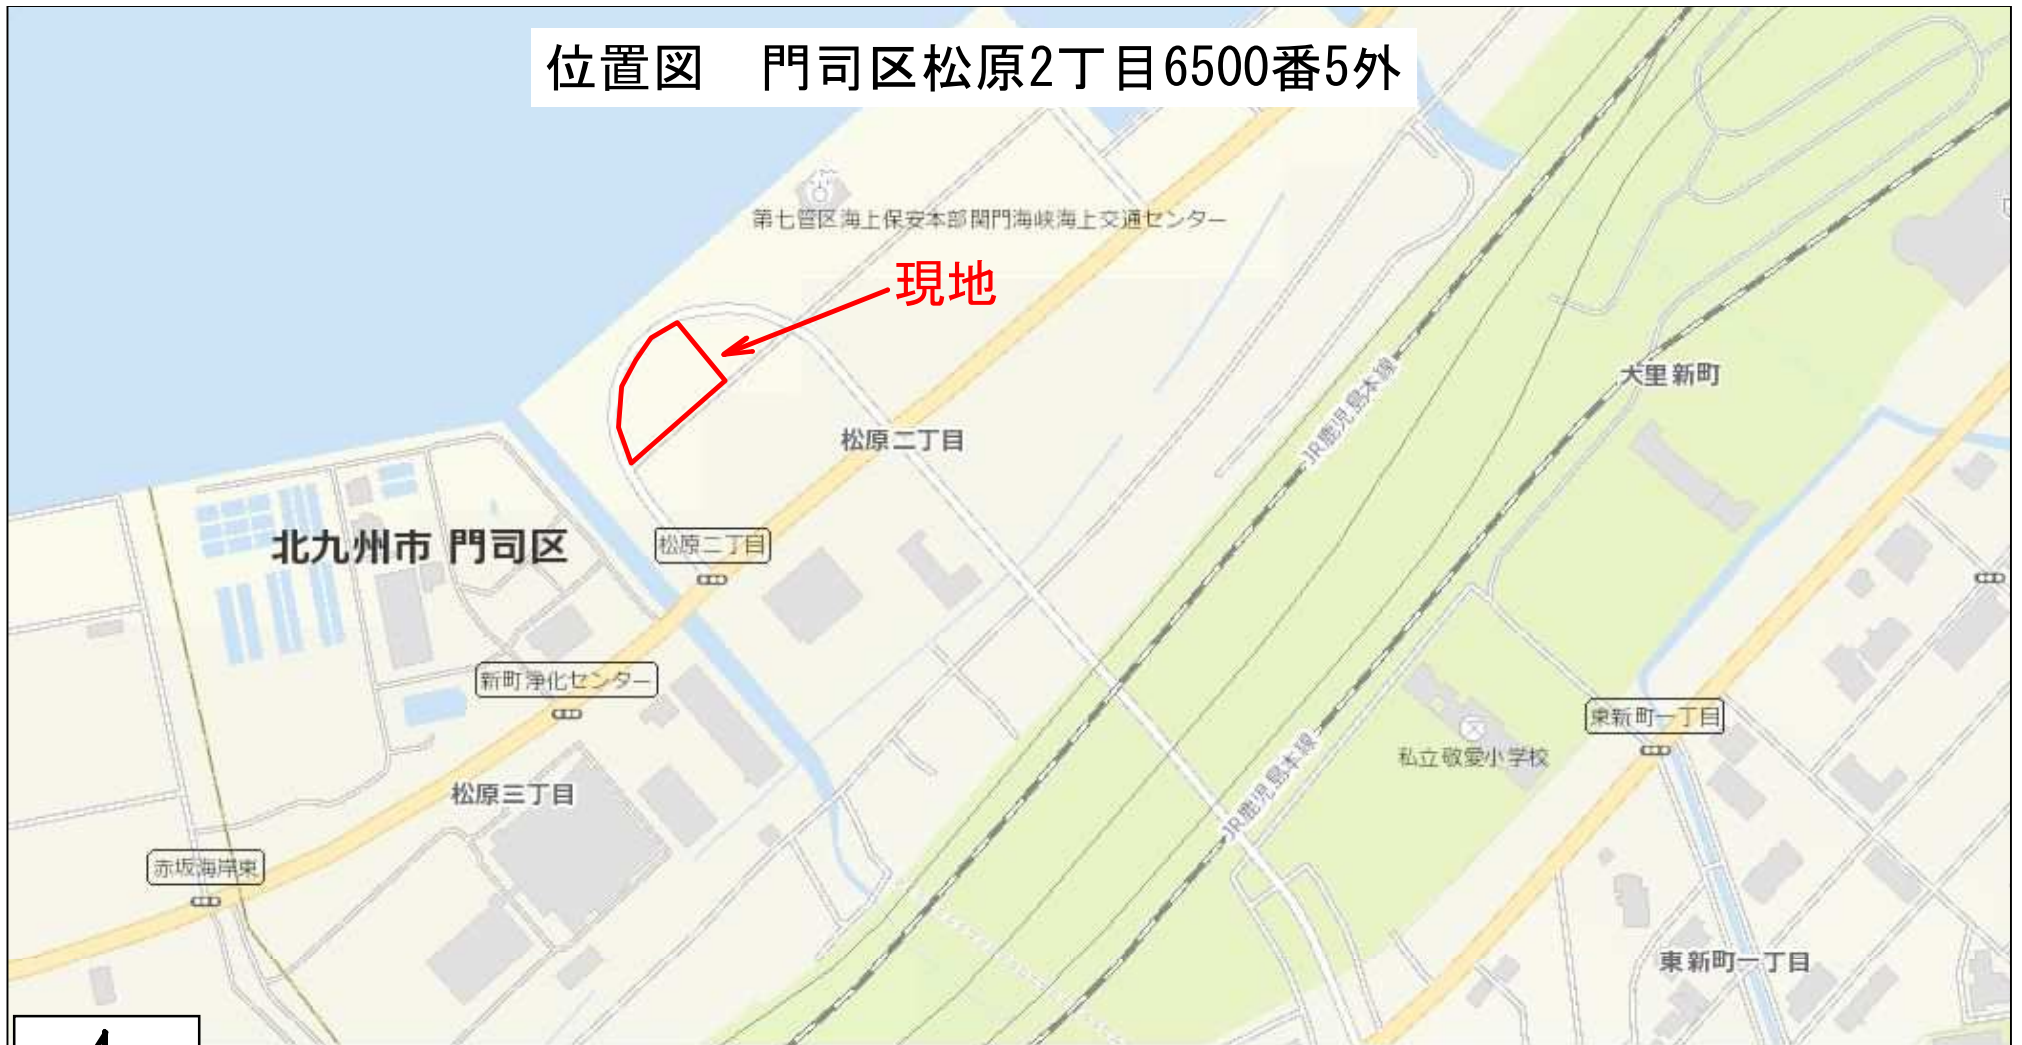 位置図　門司区松原2丁目6500番5外
第七管区海上保安本部関門海峡海上交通センター
現地
JR鹿児島本線
大里新町
松原二丁目
北九州市 門司区
松原二丁目
新町浄化センター
東新町一丁目
私立敬愛小学校
JR鹿児島本線
松原三丁目
赤坂海岸東
東新町一丁目